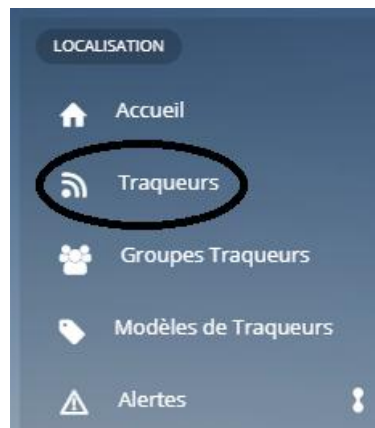 LOCALISATION
Accueil
Traqueurs
Groupes Traqueurs
Modèles de Traqueurs
Alertes